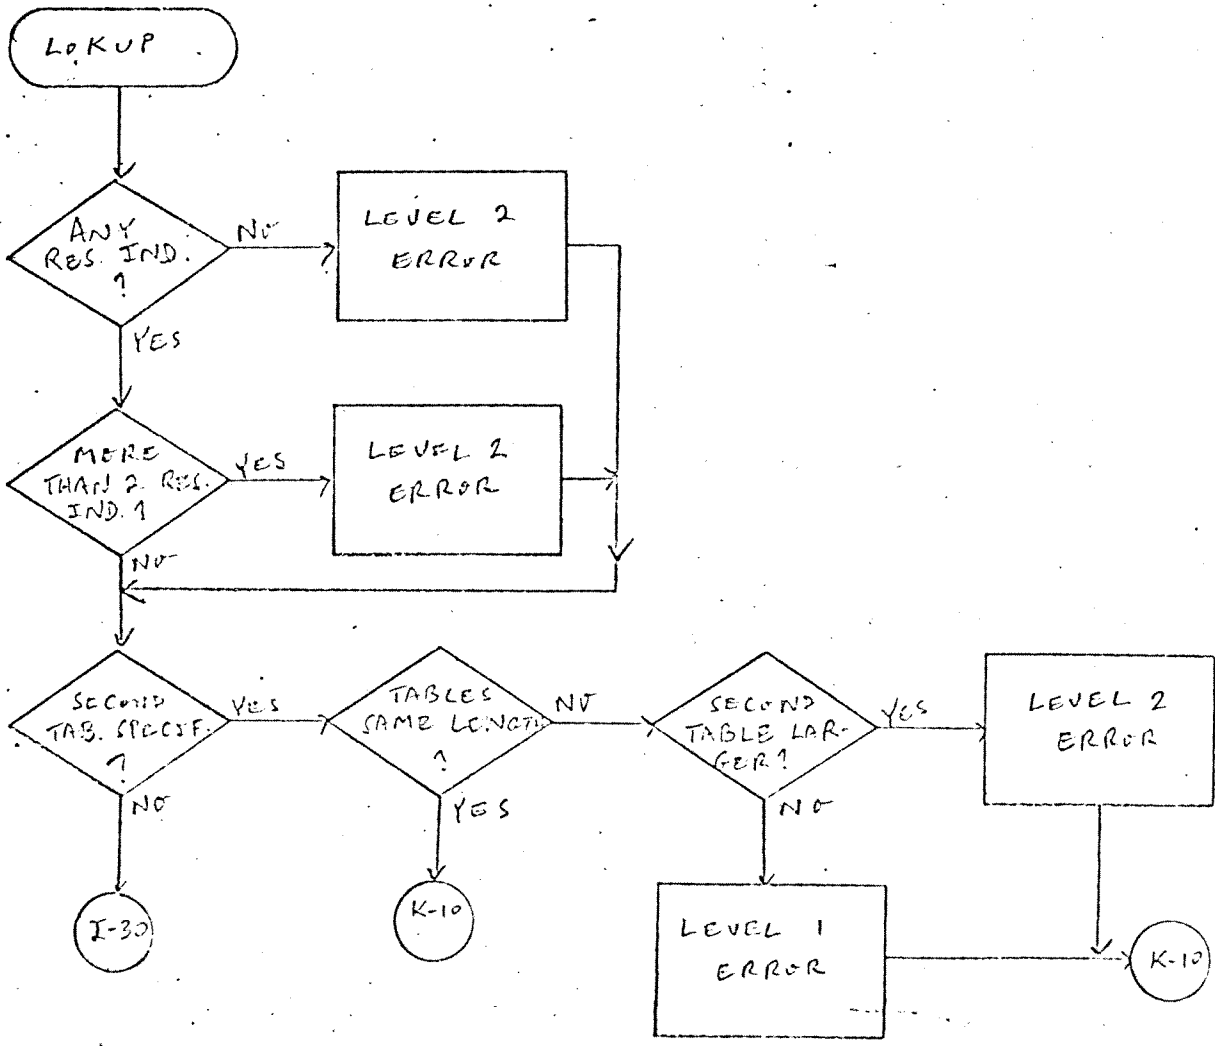 LOKUP
ANY
RES. IND.
?
NO
LEVEL 2
ERROR
YES
MERE
THAN 2 RES.
IND. ?
YES
LEVEL 2
ERROR
NO
SECOND
TAB. SPECIF.
?
YES
TABLES
SAME LENGTH
?
NO
SECOND
TABLE LAR-
GER?
YES
LEVEL 2
ERROR
NO
YES
NO
I-30
K-10
LEVEL 1
ERROR
K-10